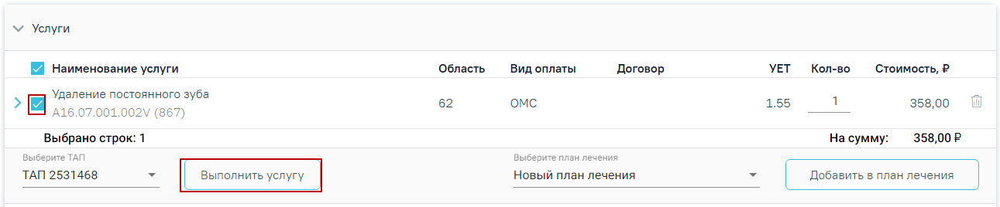 Услуги
Наименование услуги Область Вид оплаты Договор УЕТ Кол-во Стоимость, ₽
Удаление постоянного зуба
A16.07.001.002V (867) 62 ОМС 1.55 1 358,00
Выбрано строк: 1 На сумму: 358,00 ₽
Выберите ТАП Выберите план лечения
ТАП 2531468 Выполнить услугу Новый план лечения Добавить в план лечения